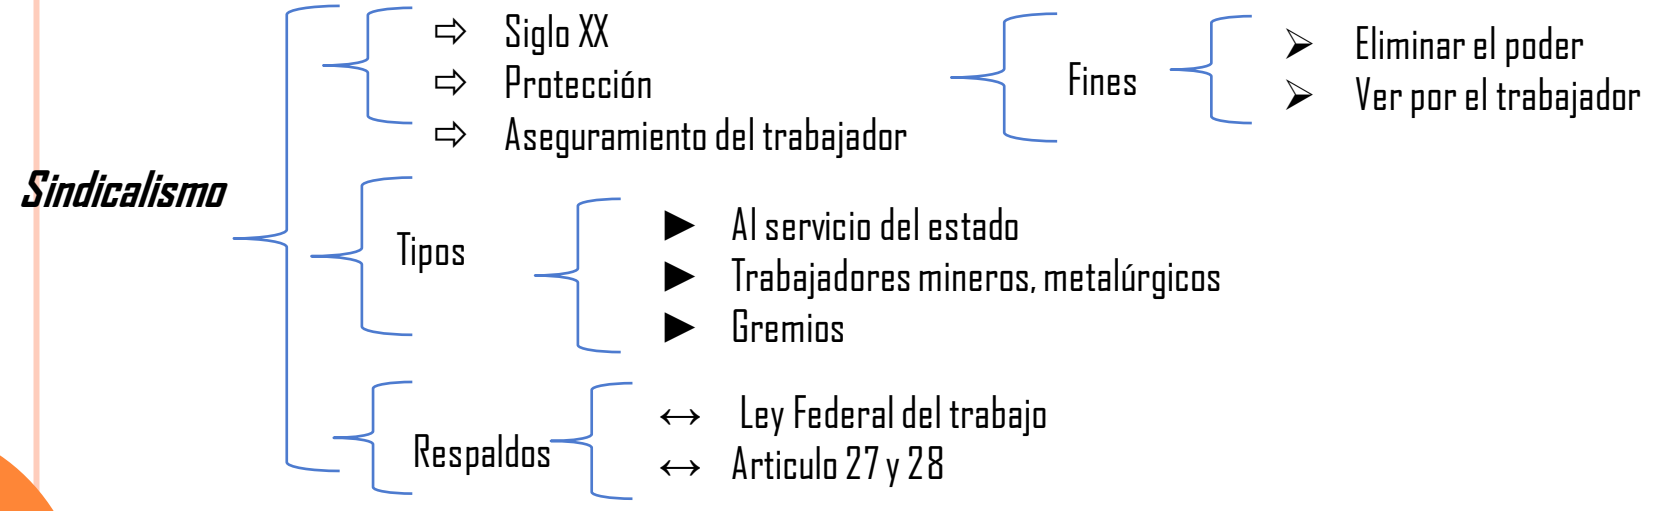 Sindicalismo
Siglo XX
Protección
Aseguramiento del trabajador
Fines
Eliminar el poder
Ver por el trabajador
Tipos
Al servicio del estado
Trabajadores mineros, metalúrgicos
Gremios
Respaldos
Ley Federal del trabajo
Articulo 27 y 28